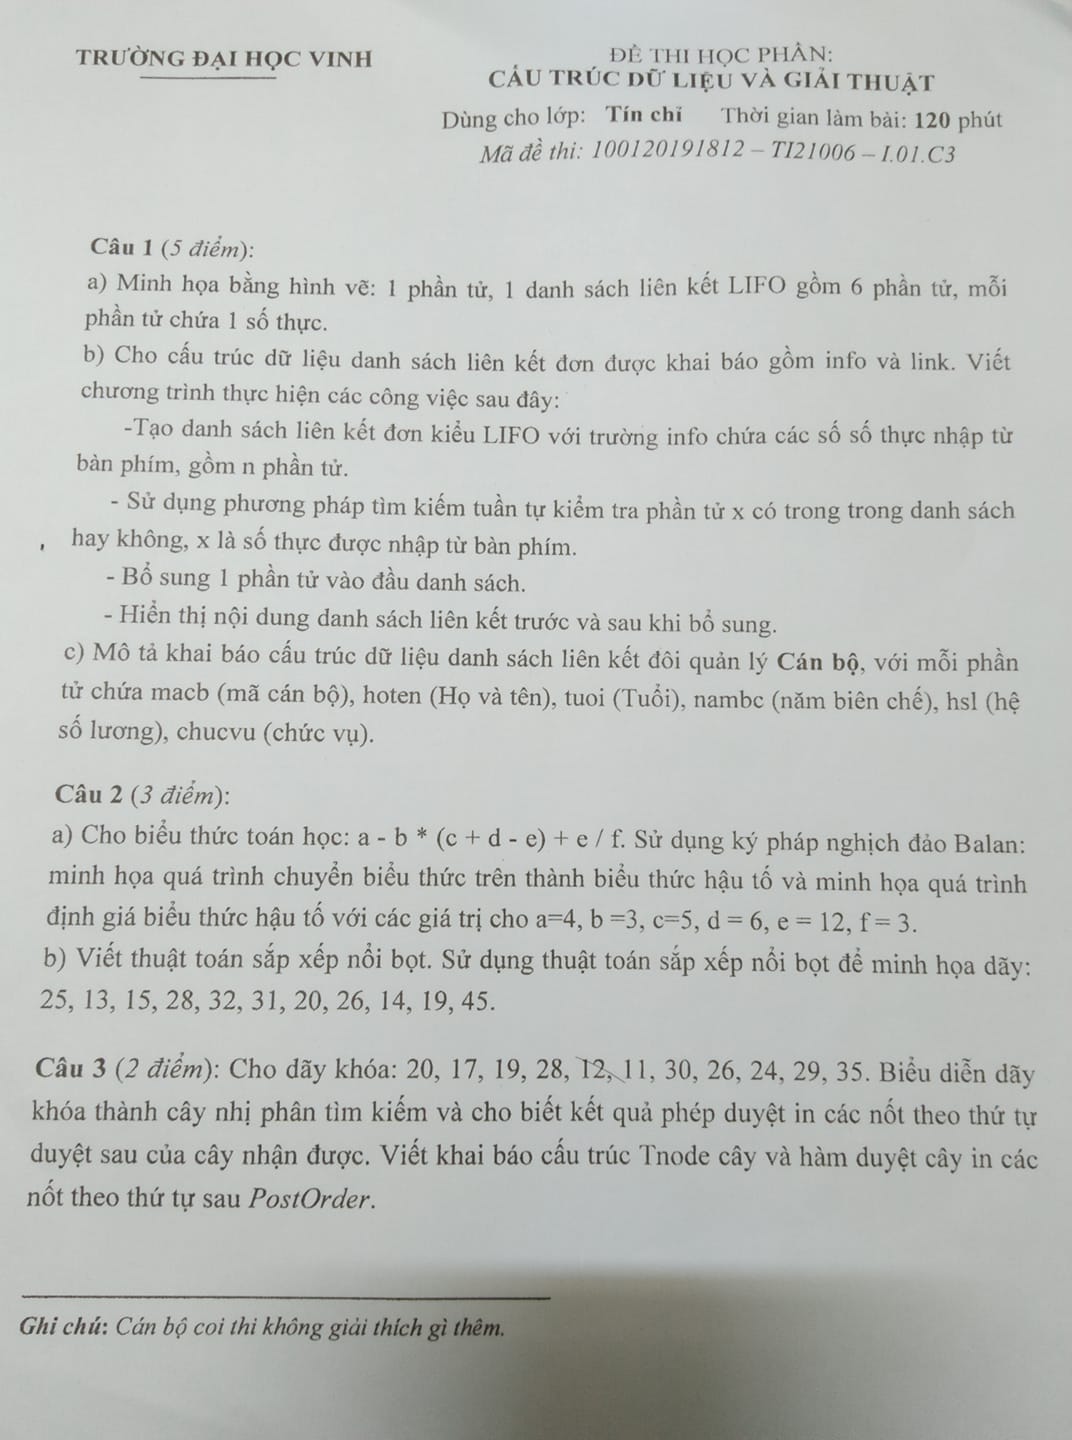 TRƯỜNG ĐẠI HỌC VINH
ĐỀ THI HỌC PHẦN:
CẤU TRÚC DỮ LIỆU VÀ GIẢI THUẬT
Dùng cho lớp: Tín chỉ Thời gian làm bài: 120 phút
Mã đề thi: 100120191812 – TI21006 – I.01.C3
Câu 1 (5 điểm):
a) Minh họa bằng hình vẽ: 1 phần tử, 1 danh sách liên kết LIFO gồm 6 phần tử, mỗi
phần tử chứa 1 số thực.
b) Cho cấu trúc dữ liệu danh sách liên kết đơn được khai báo gồm info và link. Viết
chương trình thực hiện các công việc sau đây:
-Tạo danh sách liên kết đơn kiểu LIFO với trường info chứa các số số thực nhập từ
bàn phím, gồm n phần tử.
- Sử dụng phương pháp tìm kiếm tuần tự kiểm tra phần tử x có trong trong danh sách
hay không, x là số thực được nhập từ bàn phím.
- Bổ sung 1 phần tử vào đầu danh sách.
- Hiển thị nội dung danh sách liên kết trước và sau khi bổ sung.
c) Mô tả khai báo cấu trúc dữ liệu danh sách liên kết đôi quản lý Cán bộ, với mỗi phần
tử chứa macb (mã cán bộ), hoten (Họ và tên), tuoi (Tuổi), nambc (năm biên chế), hsl (hệ
số lương), chucvu (chức vụ).
Câu 2 (3 điểm):
a) Cho biểu thức toán học: a - b * (c + d - e) + e / f. Sử dụng ký pháp nghịch đảo Balan:
minh họa quá trình chuyển biểu thức trên thành biểu thức hậu tố và minh họa quá trình
định giá biểu thức hậu tố với các giá trị cho a=4, b =3, c=5, d = 6, e = 12, f = 3.
b) Viết thuật toán sắp xếp nổi bọt. Sử dụng thuật toán sắp xếp nổi bọt để minh họa dãy:
25, 13, 15, 28, 32, 31, 20, 26, 14, 19, 45.
Câu 3 (2 điểm): Cho dãy khóa: 20, 17, 19, 28, 12, 11, 30, 26, 24, 29, 35. Biểu diễn dãy
khóa thành cây nhị phân tìm kiếm và cho biết kết quả phép duyệt in các nốt theo thứ tự
duyệt sau của cây nhận được. Viết khai báo cấu trúc Tnode cây và hàm duyệt cây in các
nốt theo thứ tự sau PostOrder.
Ghi chú: Cán bộ coi thi không giải thích gì thêm.